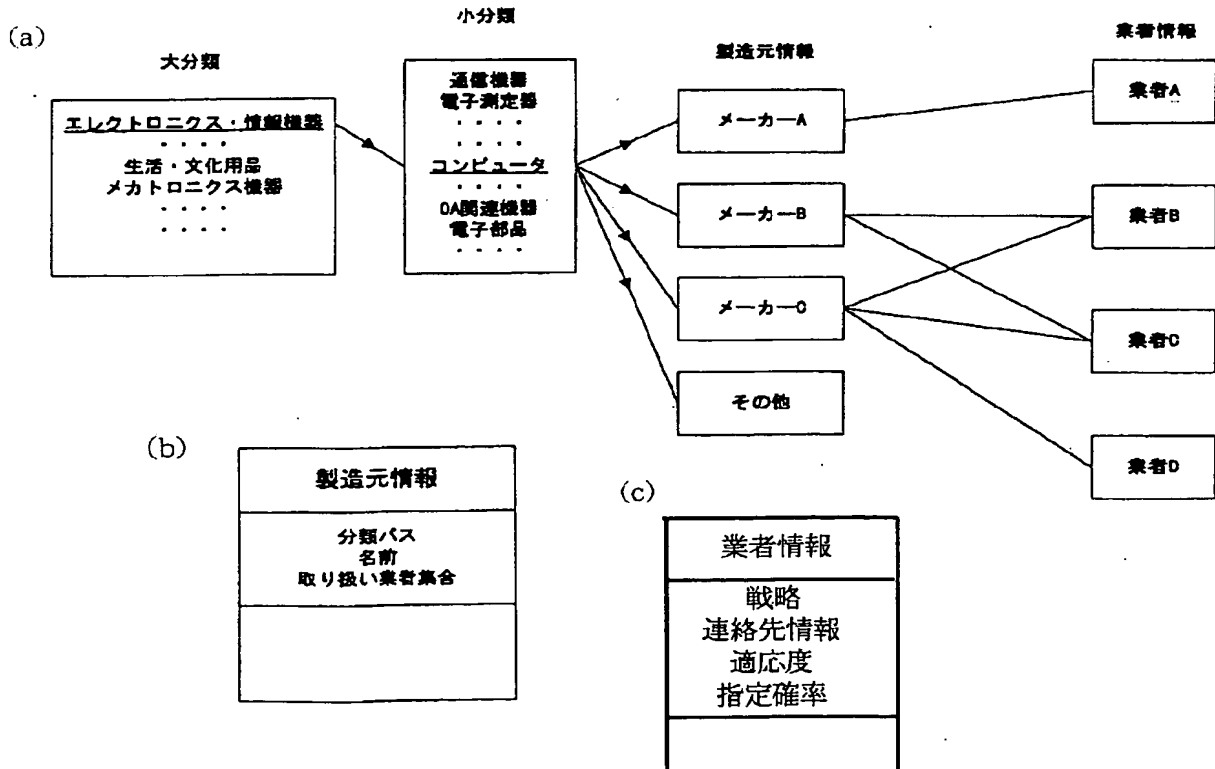 (a)
大分類
エレクトロニクス・情報機器
・・・・
生活・文化用品
メカトロニクス機器
・・・・
・・・・
小分類
通信機器
電子測定器
・・・・
コンピュータ
・・・・
OA関連機器
電子部品
・・・・
製造元情報
メーカーA
メーカーB
メーカーC
その他
業者情報
業者A
業者B
業者C
業者D
(b)
製造元情報
分類パス
名前
取り扱い業者集合
(c)
業者情報
戦略
連絡先情報
適応度
指定確率